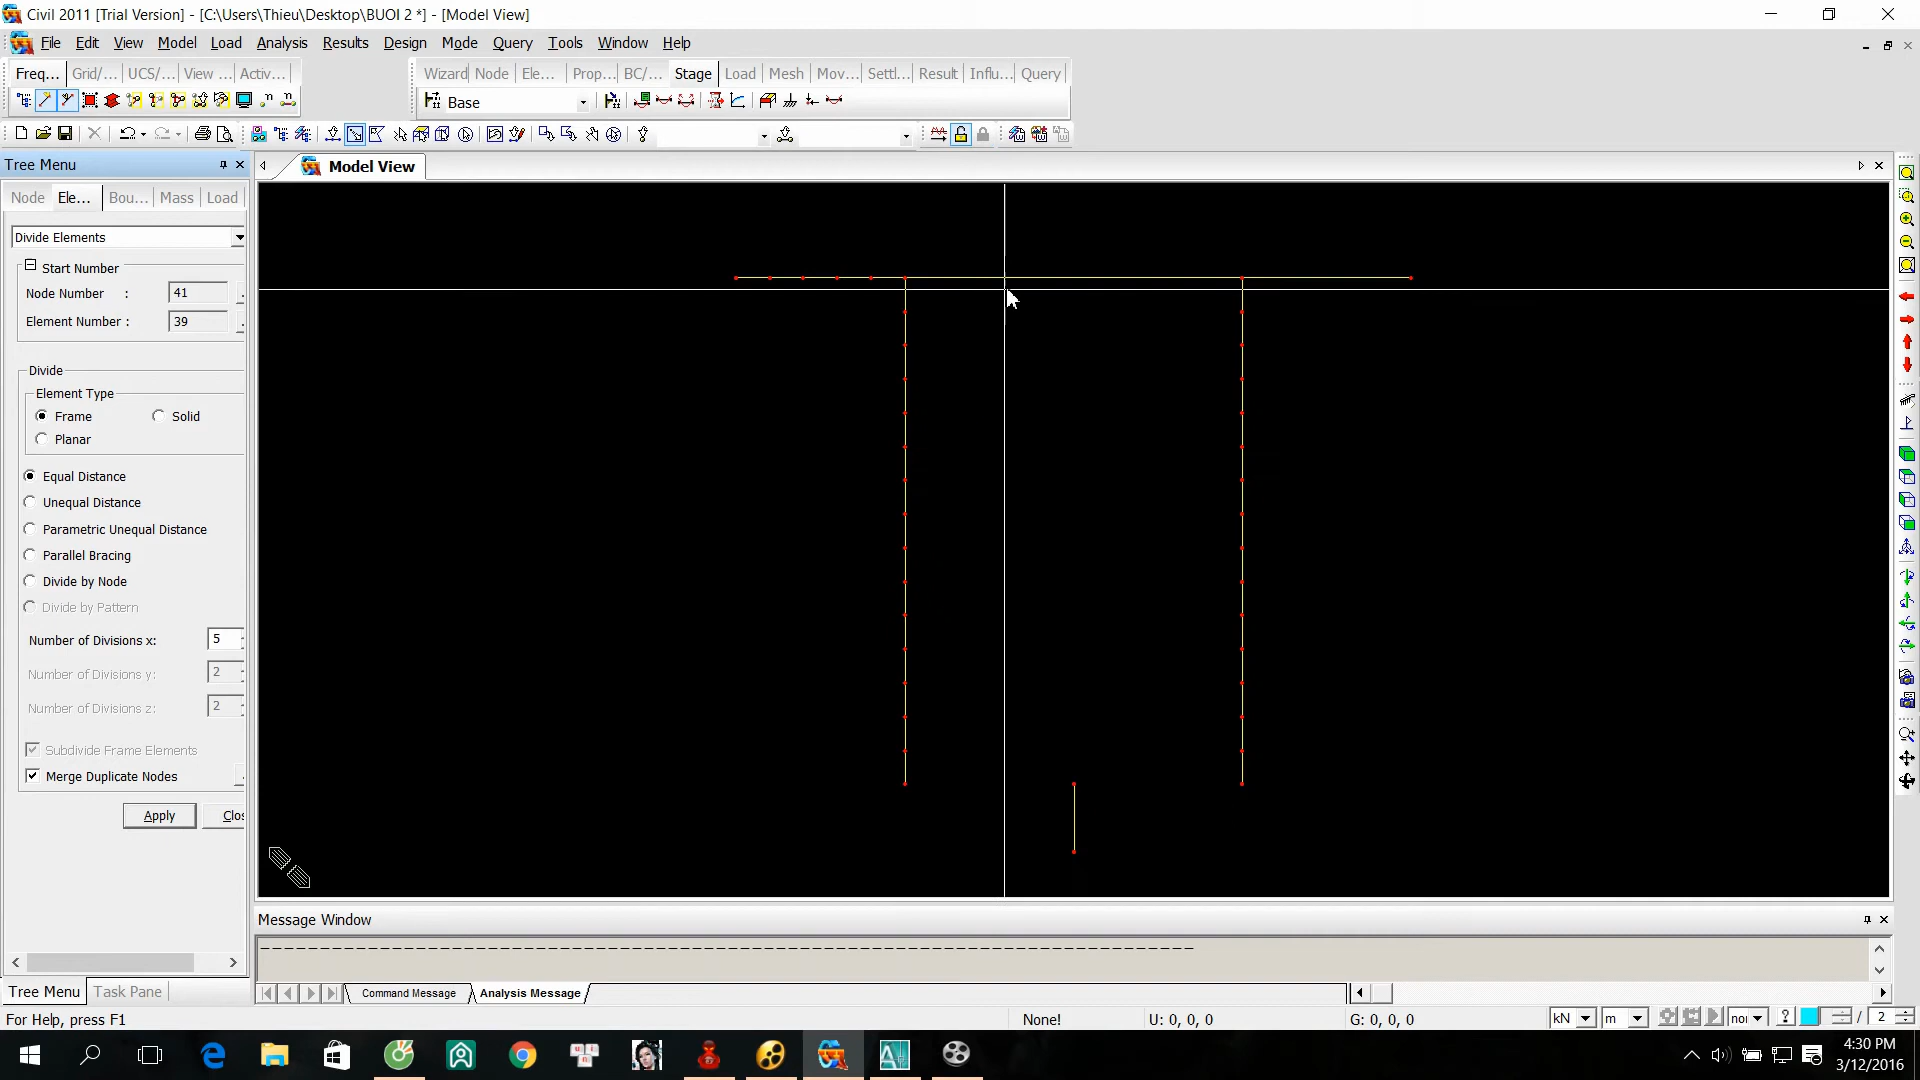 Civil 2011 [Trial Version] - [C:\Users\Thieu\Desktop\BUOI 2 *] - [Model View]
File Edit View Model Load Analysis Results Design Mode Query Tools Window Help
Freq... Grid/... UCS/... View ... Activ... Wizard Node Ele... Prop... BC/... Stage Load Mesh Mov... Settl... Result Influ... Query
Base
Tree Menu
Model View
Node Ele... Bou... Mass Load
Divide Elements
Start Number
Node Number : 41
Element Number : 39
Divide
Element Type
Frame Solid
Planar
Equal Distance
Unequal Distance
Parametric Unequal Distance
Parallel Bracing
Divide by Node
Divide by Pattern
Number of Divisions x: 5
Number of Divisions y: 2
Number of Divisions z: 2
Subdivide Frame Elements
Merge Duplicate Nodes
Apply Clos
Message Window
Tree Menu Task Pane
Command Message Analysis Message
For Help, press F1 None! U: 0, 0, 0 G: 0, 0, 0 kN m nor ? / 2
4:30 PM
3/12/2016